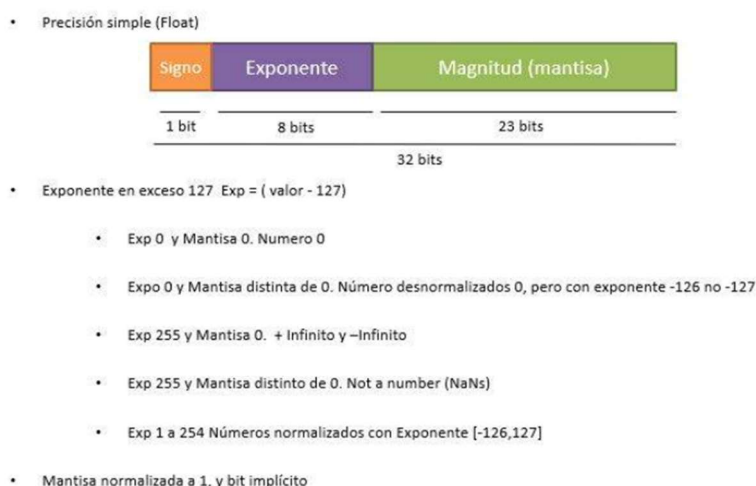 • Precisión simple (Float)
Signo Exponente Magnitud (mantisa)
1 bit 8 bits 23 bits
32 bits
• Exponente en exceso 127 Exp = ( valor - 127)
• Exp 0 y Mantisa 0. Numero 0
• Expo 0 y Mantisa distinta de 0. Número desnormalizados 0, pero con exponente -126 no -127
• Exp 255 y Mantisa 0. + Infinito y –Infinito
• Exp 255 y Mantisa distinto de 0. Not a number (NaNs)
• Exp 1 a 254 Números normalizados con Exponente [-126,127]
• Mantisa normalizada a 1, y bit implícito